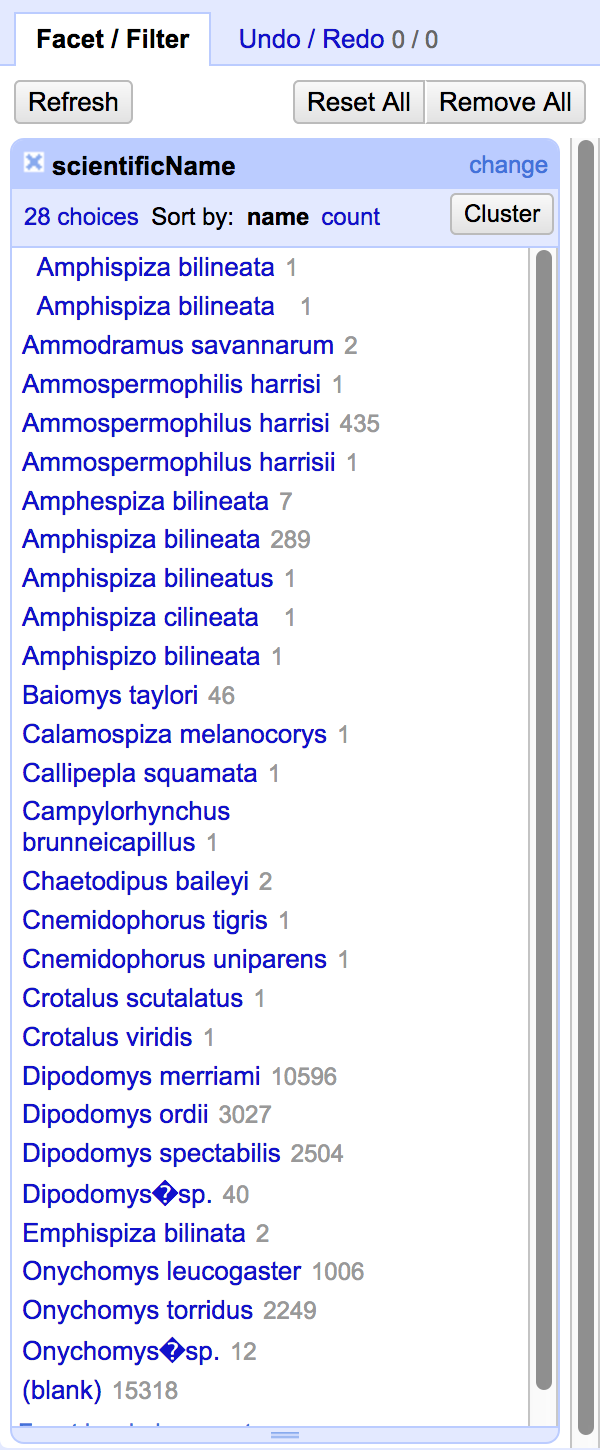 Facet / Filter Undo / Redo 0 / 0
Refresh Reset All Remove All
scientificName change
28 choices Sort by: name count Cluster
Amphispiza bilineata 1
Amphispiza bilineata 1
Ammodramus savannarum 2
Ammospermophilis harrisi 1
Ammospermophilus harrisi 435
Ammospermophilus harrisii 1
Amphespiza bilineata 7
Amphispiza bilineata 289
Amphispiza bilineatus 1
Amphispiza cilineata 1
Amphispizo bilineata 1
Baiomys taylori 46
Calamospiza melanocorys 1
Callipepla squamata 1
Campylorhynchus
brunneicapillus 1
Chaetodipus baileyi 2
Cnemidophorus tigris 1
Cnemidophorus uniparens 1
Crotalus scutalatus 1
Crotalus viridis 1
Dipodomys merriami 10596
Dipodomys ordii 3027
Dipodomys spectabilis 2504
Dipodomys�sp. 40
Emphispiza bilinata 2
Onychomys leucogaster 1006
Onychomys torridus 2249
Onychomys�sp. 12
(blank) 15318